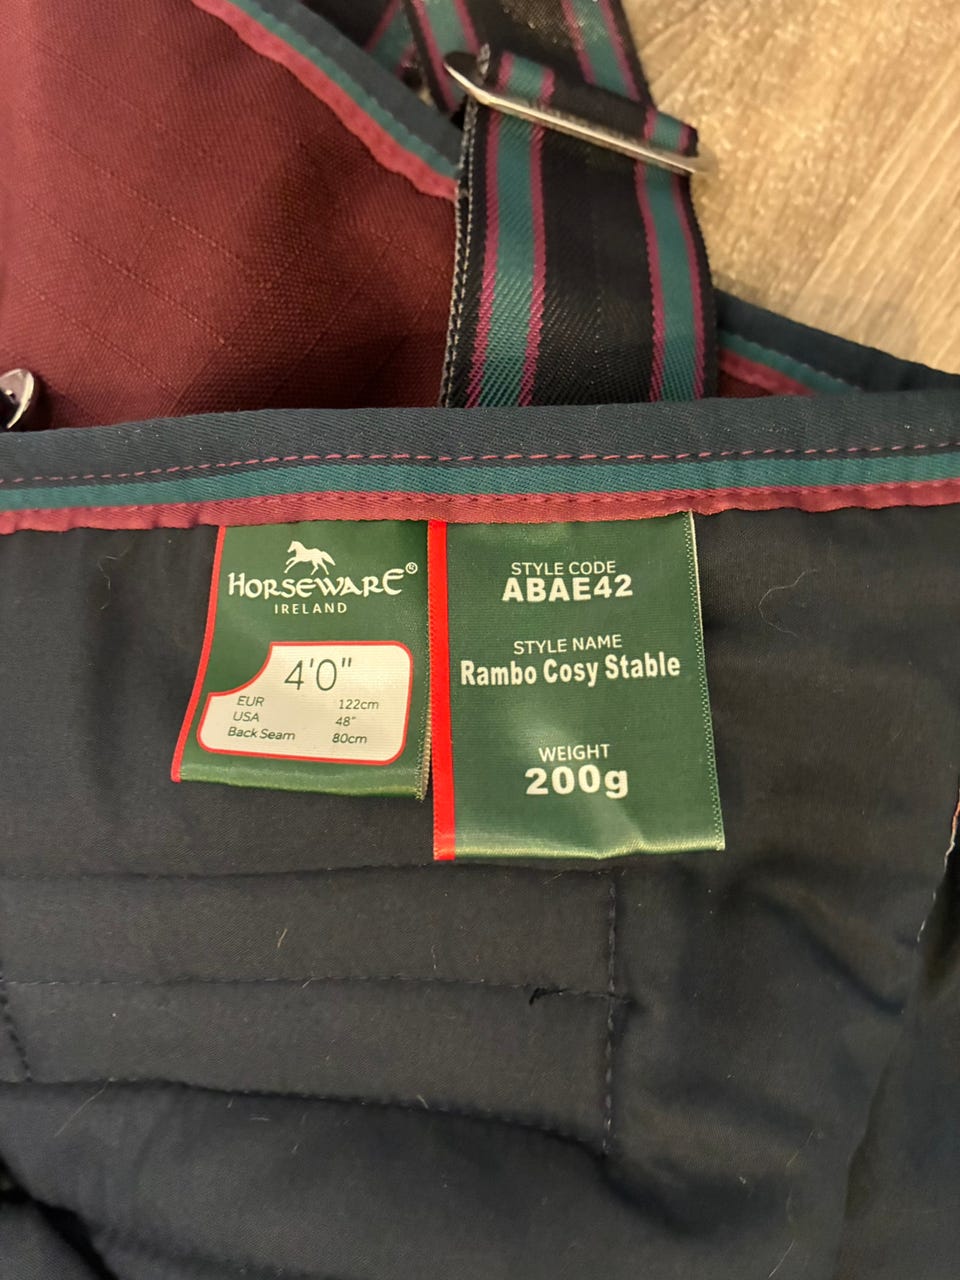 HORSEWARE®
IRELAND
4'0"
EUR 122cm
USA 48"
Back Seam 80cm
STYLE CODE
ABAE42
STYLE NAME
Rambo Cosy Stable
WEIGHT
200g